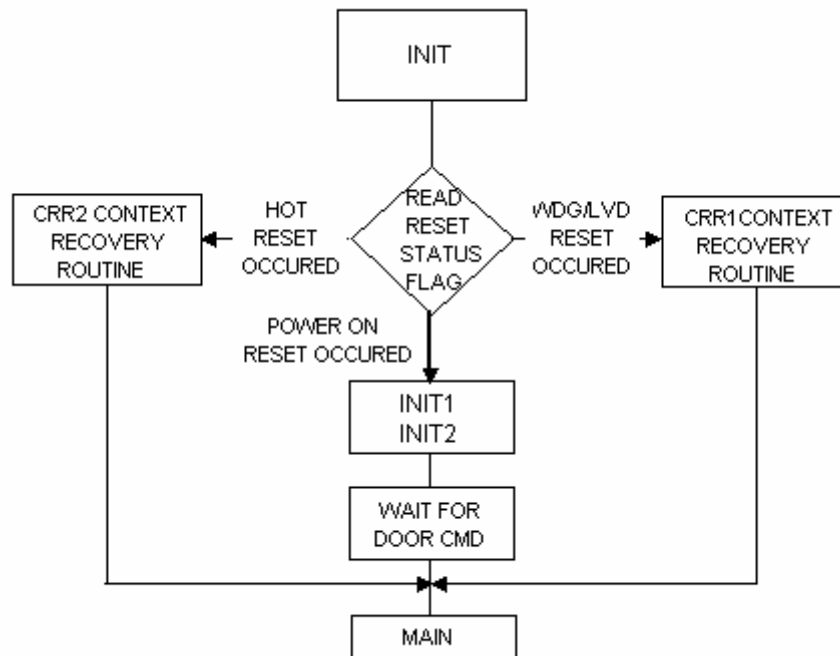 INIT
READ
RESET
STATUS
FLAG
HOT
RESET
OCCURED
WDG/LVD
RESET
OCCURED
CRR2 CONTEXT
RECOVERY
ROUTINE
CRR1CONTEXT
RECOVERY
ROUTINE
POWER ON
RESET OCCURED
INIT1
INIT2
WAIT FOR
DOOR CMD
MAIN